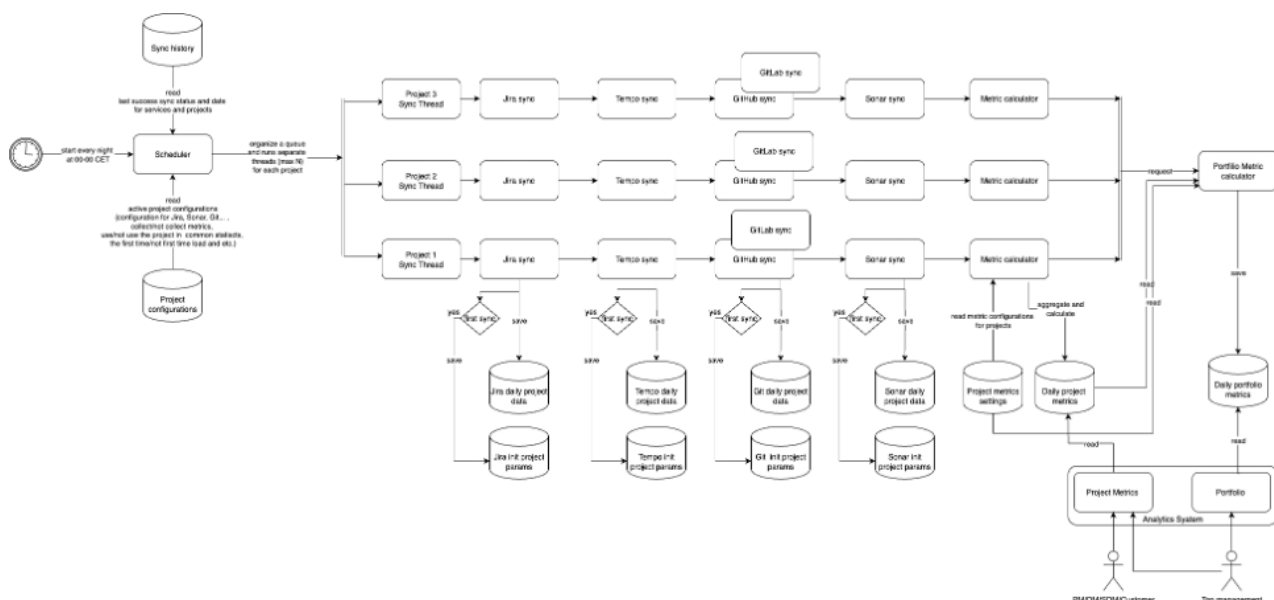 Sync history
read
last success sync status and date
for services and projects
start every night
at 00-00 CET
Scheduler
organize a queue
and runs separate
threads (max N)
for each project
read
active project configurations
(configuration for Jira, Sonar, Git... ,
collect/not collect metrics,
use/not use the project in common
the first time/not first time load and etc.)
Project
configurations
Project 3
Sync Thread
Jira sync
Tempo sync
GitLab sync
GitHub sync
Sonar sync
Metric calculator
Project 2
Sync Thread
Jira sync
Tempo sync
GitLab sync
GitHub sync
Sonar sync
Metric calculator
Project 1
Sync Thread
Jira sync
Tempo sync
GitLab sync
GitHub sync
Sonar sync
Metric calculator
request
Metric
calculator
yes
first sync
save
save
yes
first sync
save
save
yes
first sync
save
save
yes
first sync
save
save
read metric configurations
for projects
aggregate and
calculate
read
read
save
Jira daily project
data
Tempo daily
project data
Git daily project
data
Sonar daily
project data
Project metrics
settings
Daily project
metrics
Daily portfolio
metrics
Jira init project
params
Tempo init
project params
Git init project
params
Sonar init
project params
read
read
Project Metrics
Portfolio
Analytics System